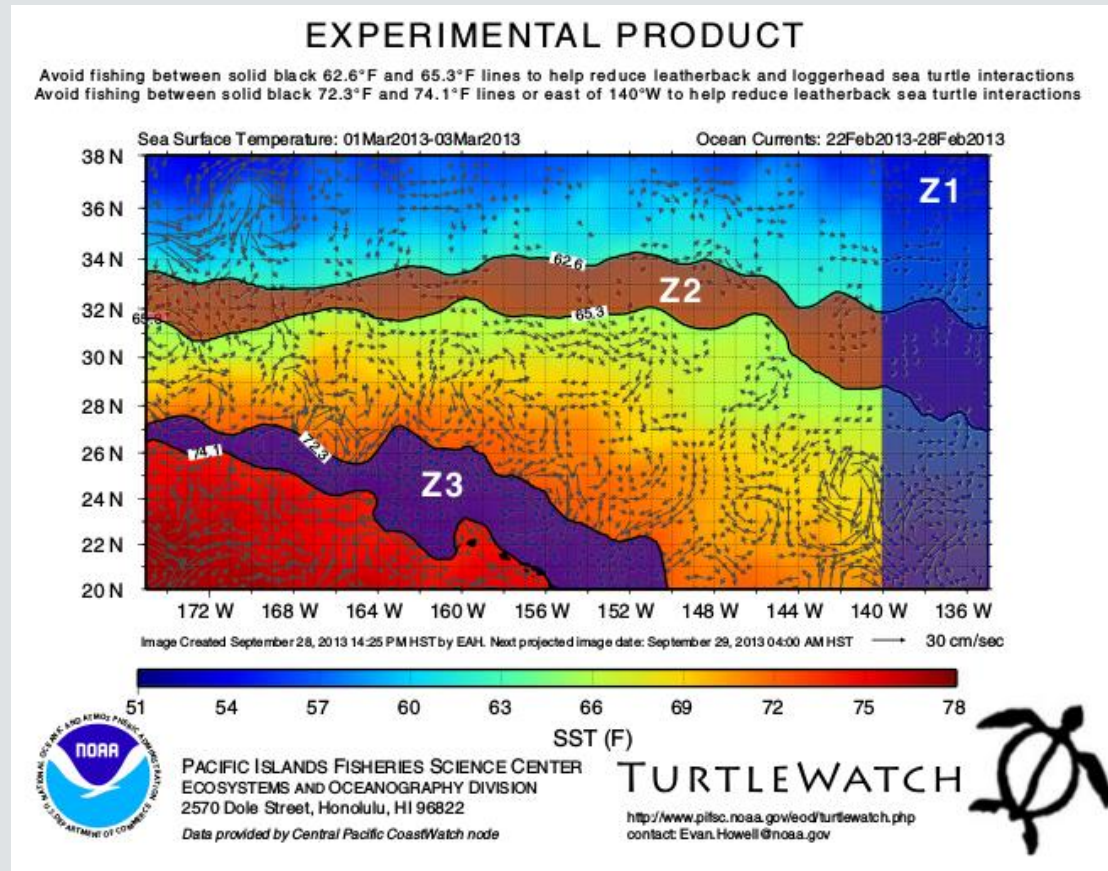 EXPERIMENTAL PRODUCT
Avoid fishing between solid black 62.6°F and 65.3°F lines to help reduce leatherback and loggerhead sea turtle interactions
Avoid fishing between solid black 72.3°F and 74.1°F lines or east of 140°W to help reduce leatherback sea turtle interactions
Sea Surface Temperature: 01Mar2013-03Mar2013 Ocean Currents: 22Feb2013-28Feb2013
38 N
Z1
36 N
34 N
62.6
Z2
32 N
65.3
30 N
28 N
72.3
26 N
74.1
Z3
24 N
22 N
20 N
172 W 168 W 164 W 160 W 156 W 152 W 148 W 144 W 140 W 136 W
Image Created September 28, 2013 14:25 PM HST by EAH. Next projected image date: September 29, 2013 04:00 AM HST 30 cm/sec
51 54 57 60 63 66 69 72 75 78
SST (F)
NATIONAL OCEANIC AND ATMOSPHERIC ADMINISTRATION
NOAA
U.S. DEPARTMENT OF COMMERCE
PACIFIC ISLANDS FISHERIES SCIENCE CENTER
ECOSYSTEMS AND OCEANOGRAPHY DIVISION
2570 Dole Street, Honolulu, HI 96822
Data provided by Central Pacific CoastWatch node
TURTLEWATCH
http://www.pifsc.noaa.gov/eod/turtlewatch.php
contact: Evan.Howell@noaa.gov